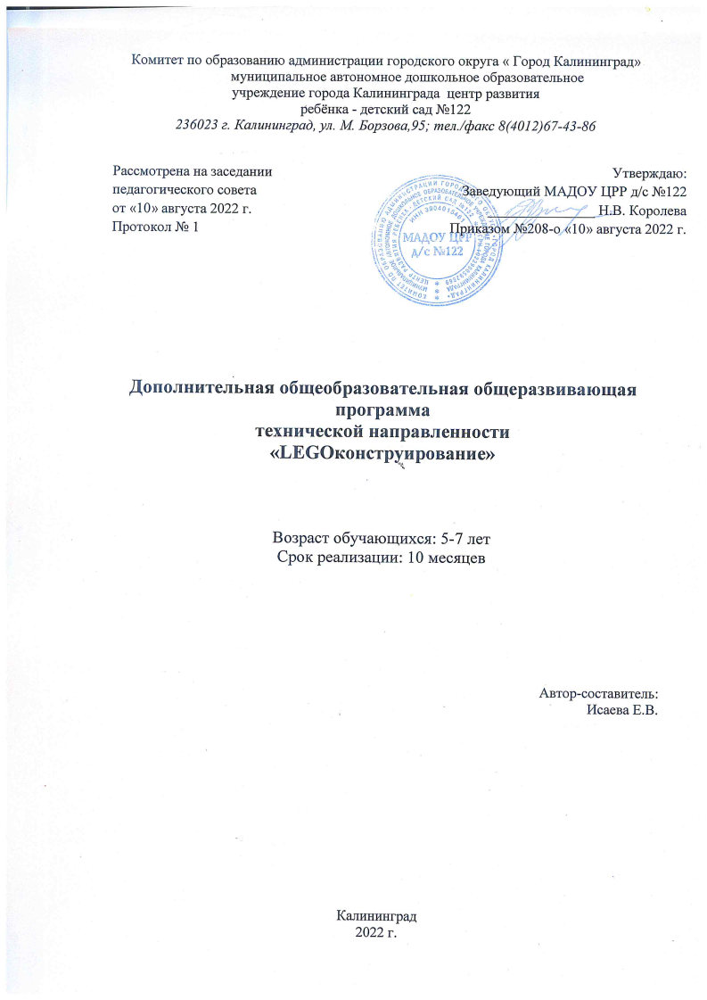 Комитет по образованию администрации городского округа « Город Калининград»
муниципальное автономное дошкольное образовательное
учреждение города Калининграда центр развития
ребёнка - детский сад №122
236023 г. Калининград, ул. М. Борзова,95; тел./факс 8(4012)67-43-86
Рассмотрена на заседании
педагогического совета
от «10» августа 2022 г.
Протокол № 1
Утверждаю:
Заведующий МАДОУ ЦРР д/с №122
Н.В. Королева
Приказом №208-о «10» августа 2022 г.
МАДОУ ЦРР
д/с №122
Дополнительная общеобразовательная общеразвивающая
программа
технической направленности
«LEGOконструирование»
Возраст обучающихся: 5-7 лет
Срок реализации: 10 месяцев
Автор-составитель:
Исаева Е.В.
Калининград
2022 г.